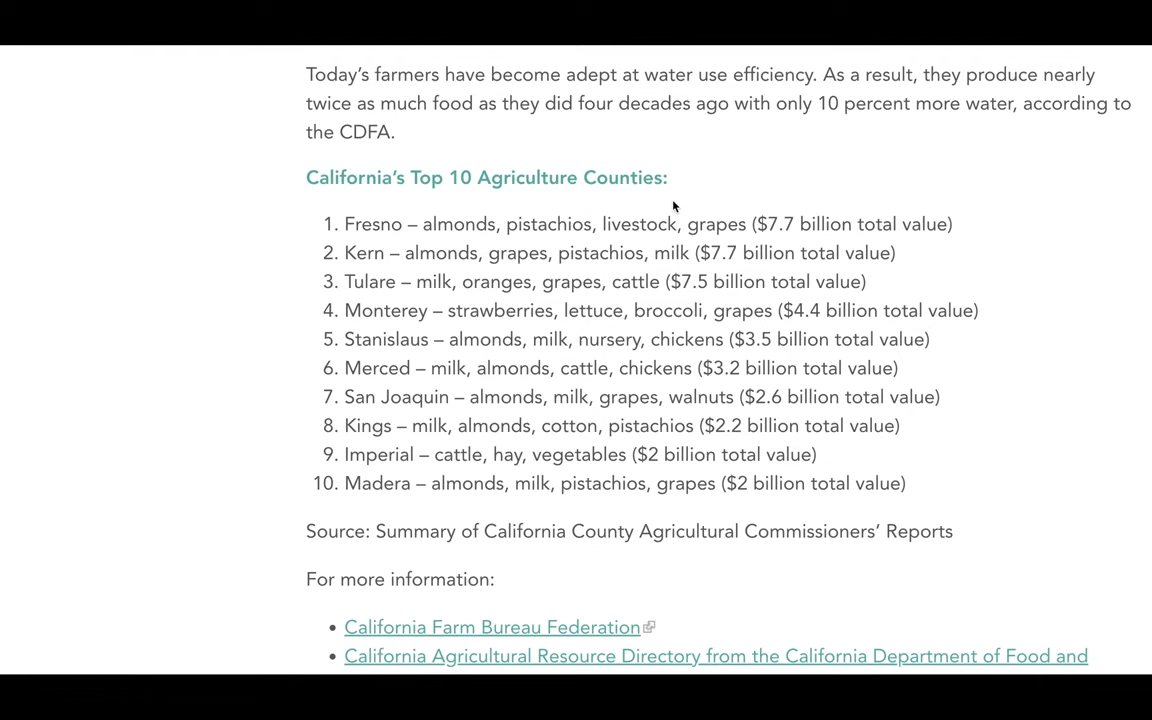 Today’s farmers have become adept at water use efficiency. As a result, they produce nearly
twice as much food as they did four decades ago with only 10 percent more water, according to
the CDFA.
California’s Top 10 Agriculture Counties:
1. Fresno – almonds, pistachios, livestock, grapes ($7.7 billion total value)
2. Kern – almonds, grapes, pistachios, milk ($7.7 billion total value)
3. Tulare – milk, oranges, grapes, cattle ($7.5 billion total value)
4. Monterey – strawberries, lettuce, broccoli, grapes ($4.4 billion total value)
5. Stanislaus – almonds, milk, nursery, chickens ($3.5 billion total value)
6. Merced – milk, almonds, cattle, chickens ($3.2 billion total value)
7. San Joaquin – almonds, milk, grapes, walnuts ($2.6 billion total value)
8. Kings – milk, almonds, cotton, pistachios ($2.2 billion total value)
9. Imperial – cattle, hay, vegetables ($2 billion total value)
10. Madera – almonds, milk, pistachios, grapes ($2 billion total value)
Source: Summary of California County Agricultural Commissioners’ Reports
For more information:
• California Farm Bureau Federation
• California Agricultural Resource Directory from the California Department of Food and